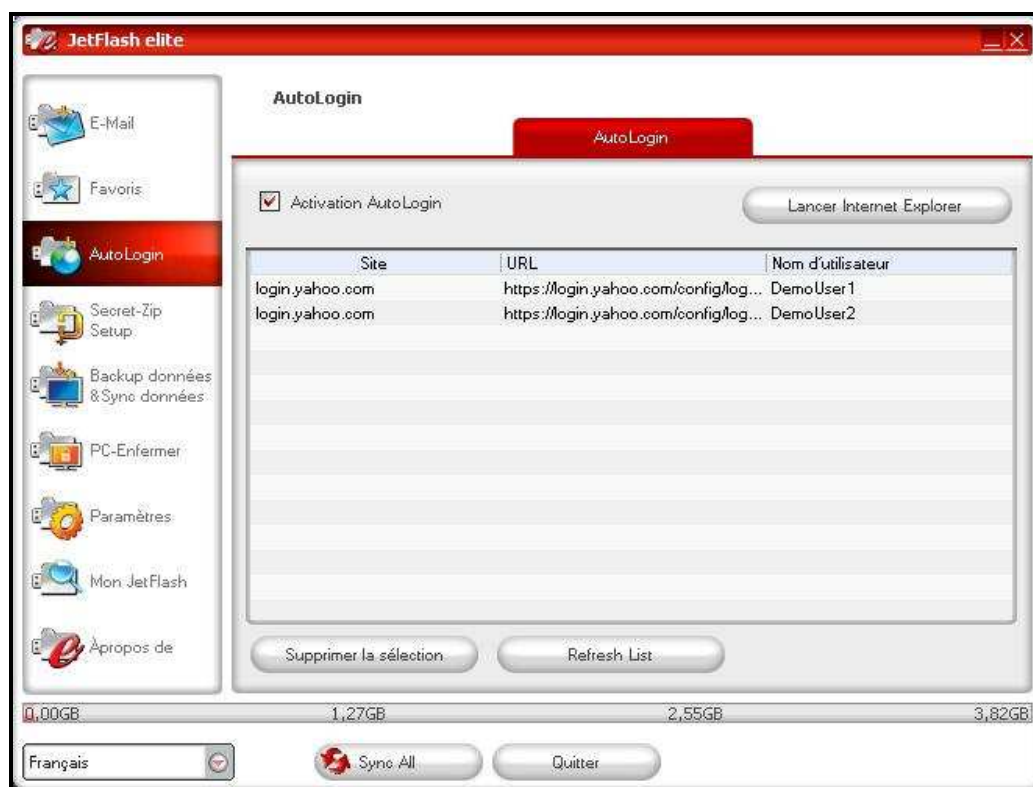 JetFlash elite
E-Mail
Favoris
AutoLogin
Secret-Zip
Setup
Backup données
&Sync données
PC-Enfermer
Paramètres
Mon JetFlash
Àpropos de
AutoLogin
AutoLogin
Activation AutoLogin
Lancer Internet Explorer
Site URL Nom d'utilisateur
login.yahoo.com https://login.yahoo.com/config/log... DemoUser1
login.yahoo.com https://login.yahoo.com/config/log... DemoUser2
Supprimer la sélection Refresh List
0,00GB 1,27GB 2,55GB 3,82GB
Français Sync All Quitter